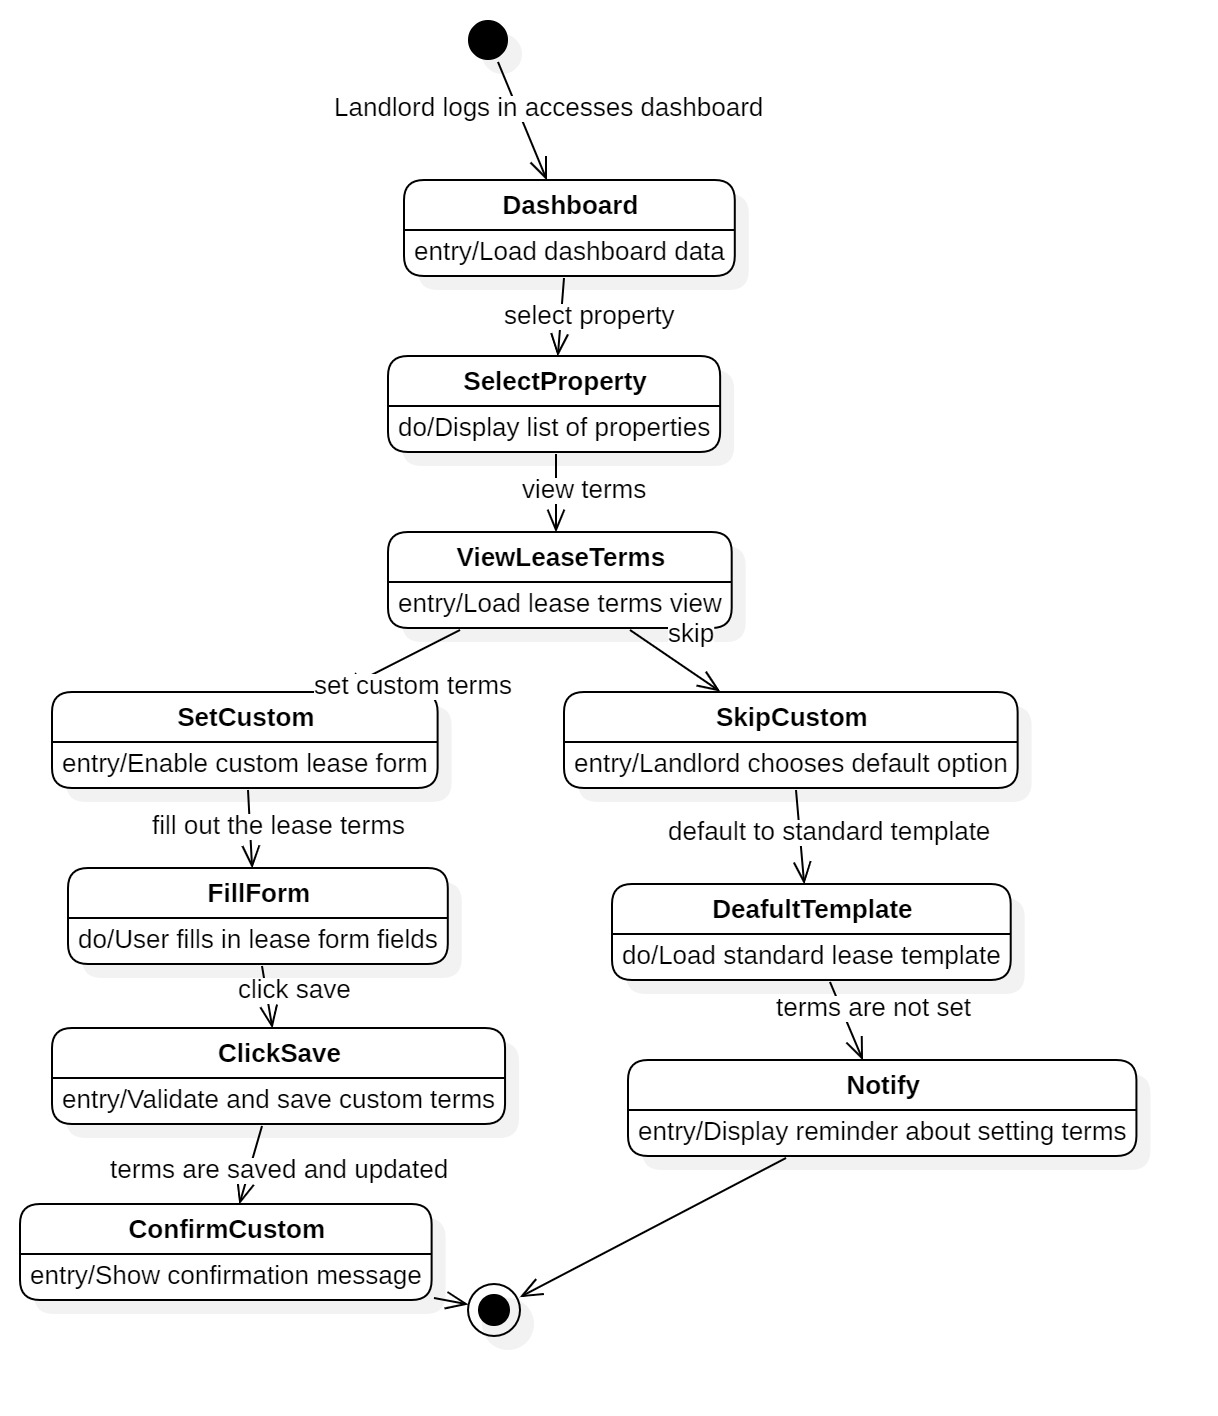 Landlord logs in accesses dashboard
Dashboard
entry/Load dashboard data
select property
SelectProperty
do/Display list of properties
view terms
ViewLeaseTerms
entry/Load lease terms view
skip
set custom terms
SetCustom
entry/Enable custom lease form
SkipCustom
entry/Landlord chooses default option
fill out the lease terms
default to standard template
FillForm
do/User fills in lease form fields
DeafultTemplate
do/Load standard lease template
click save
terms are not set
ClickSave
entry/Validate and save custom terms
Notify
entry/Display reminder about setting terms
terms are saved and updated
ConfirmCustom
entry/Show confirmation message